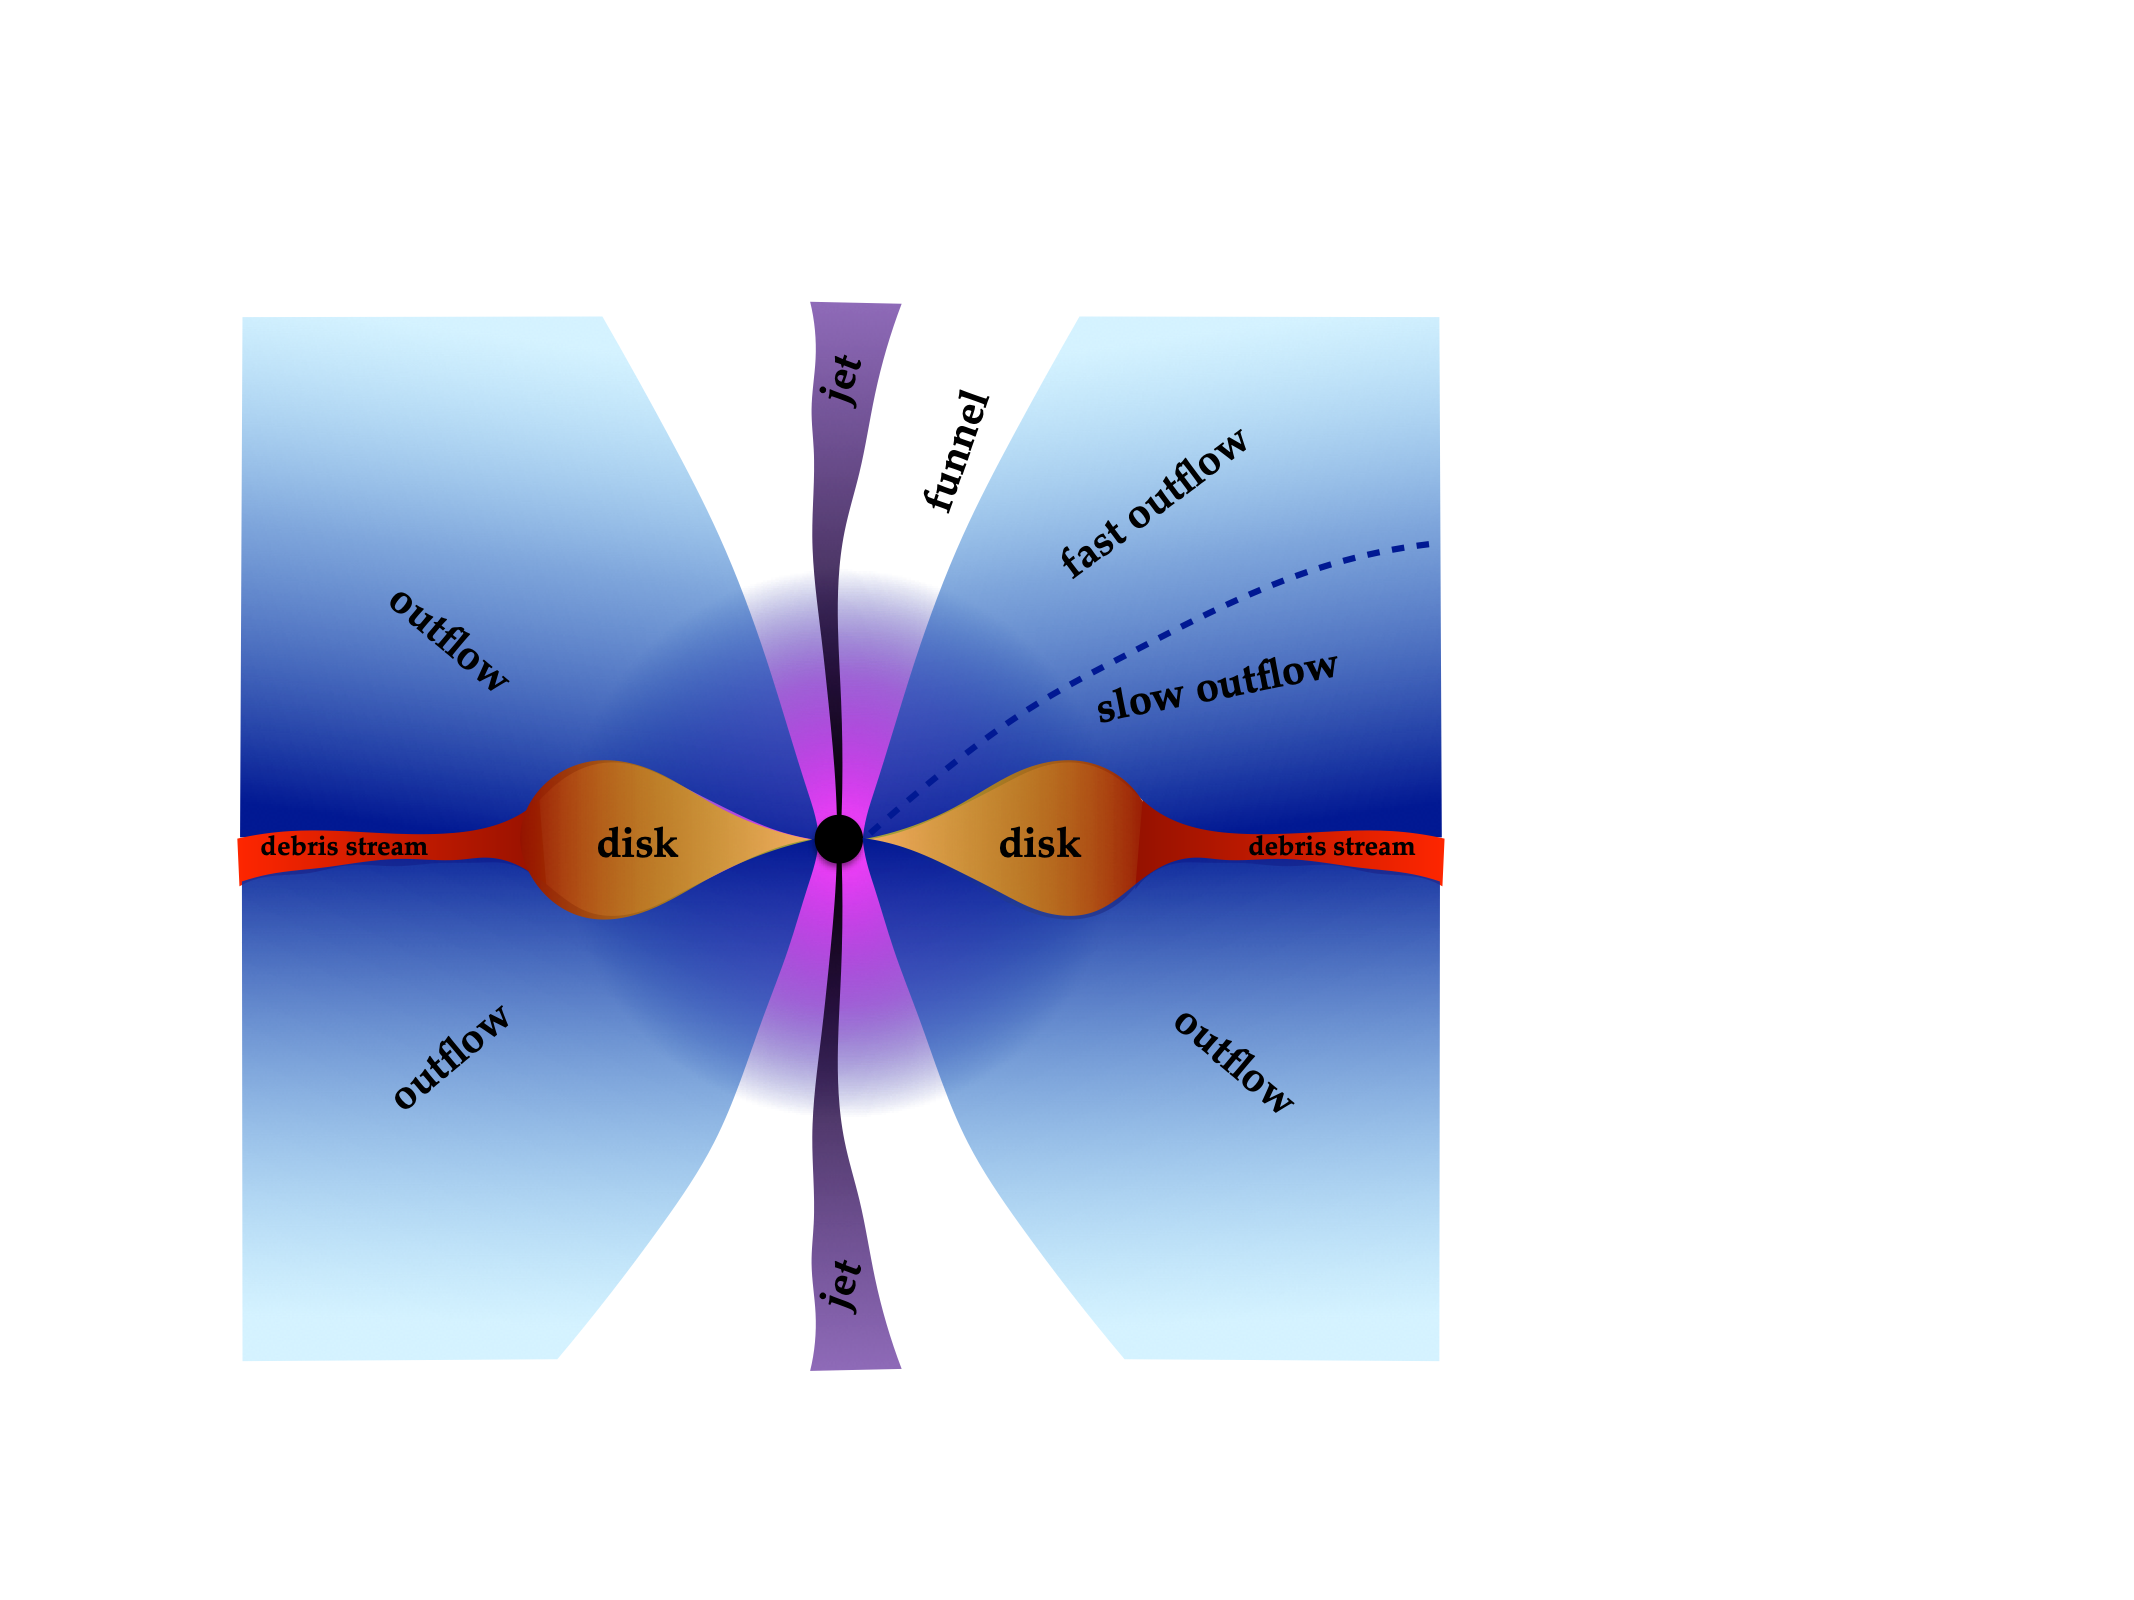 jet
funnel
fast outflow
outflow
slow outflow
disk
disk
debris stream
debris stream
outflow
outflow
jet